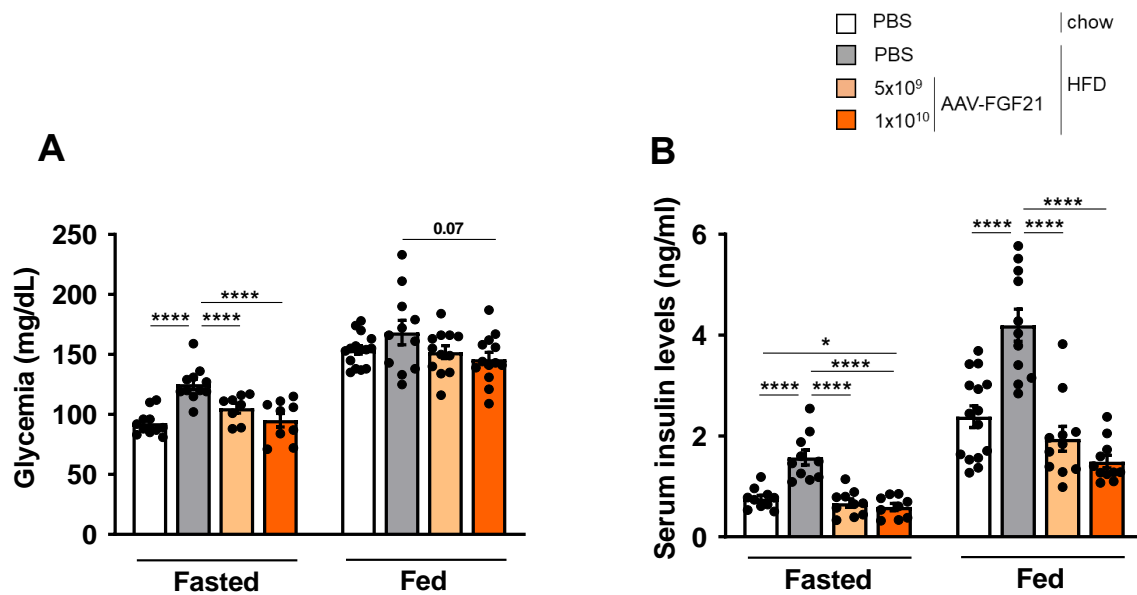 PBS chow
PBS
5x10⁹
AAV-FGF21
HFD
1x10¹⁰
A
B
Glycemia (mg/dL)
250
200
150
100
50
0
****
****
****
0.07
Fasted
Fed
Serum insulin levels (ng/ml)
6
4
2
0
*
****
****
****
****
****
****
Fasted
Fed